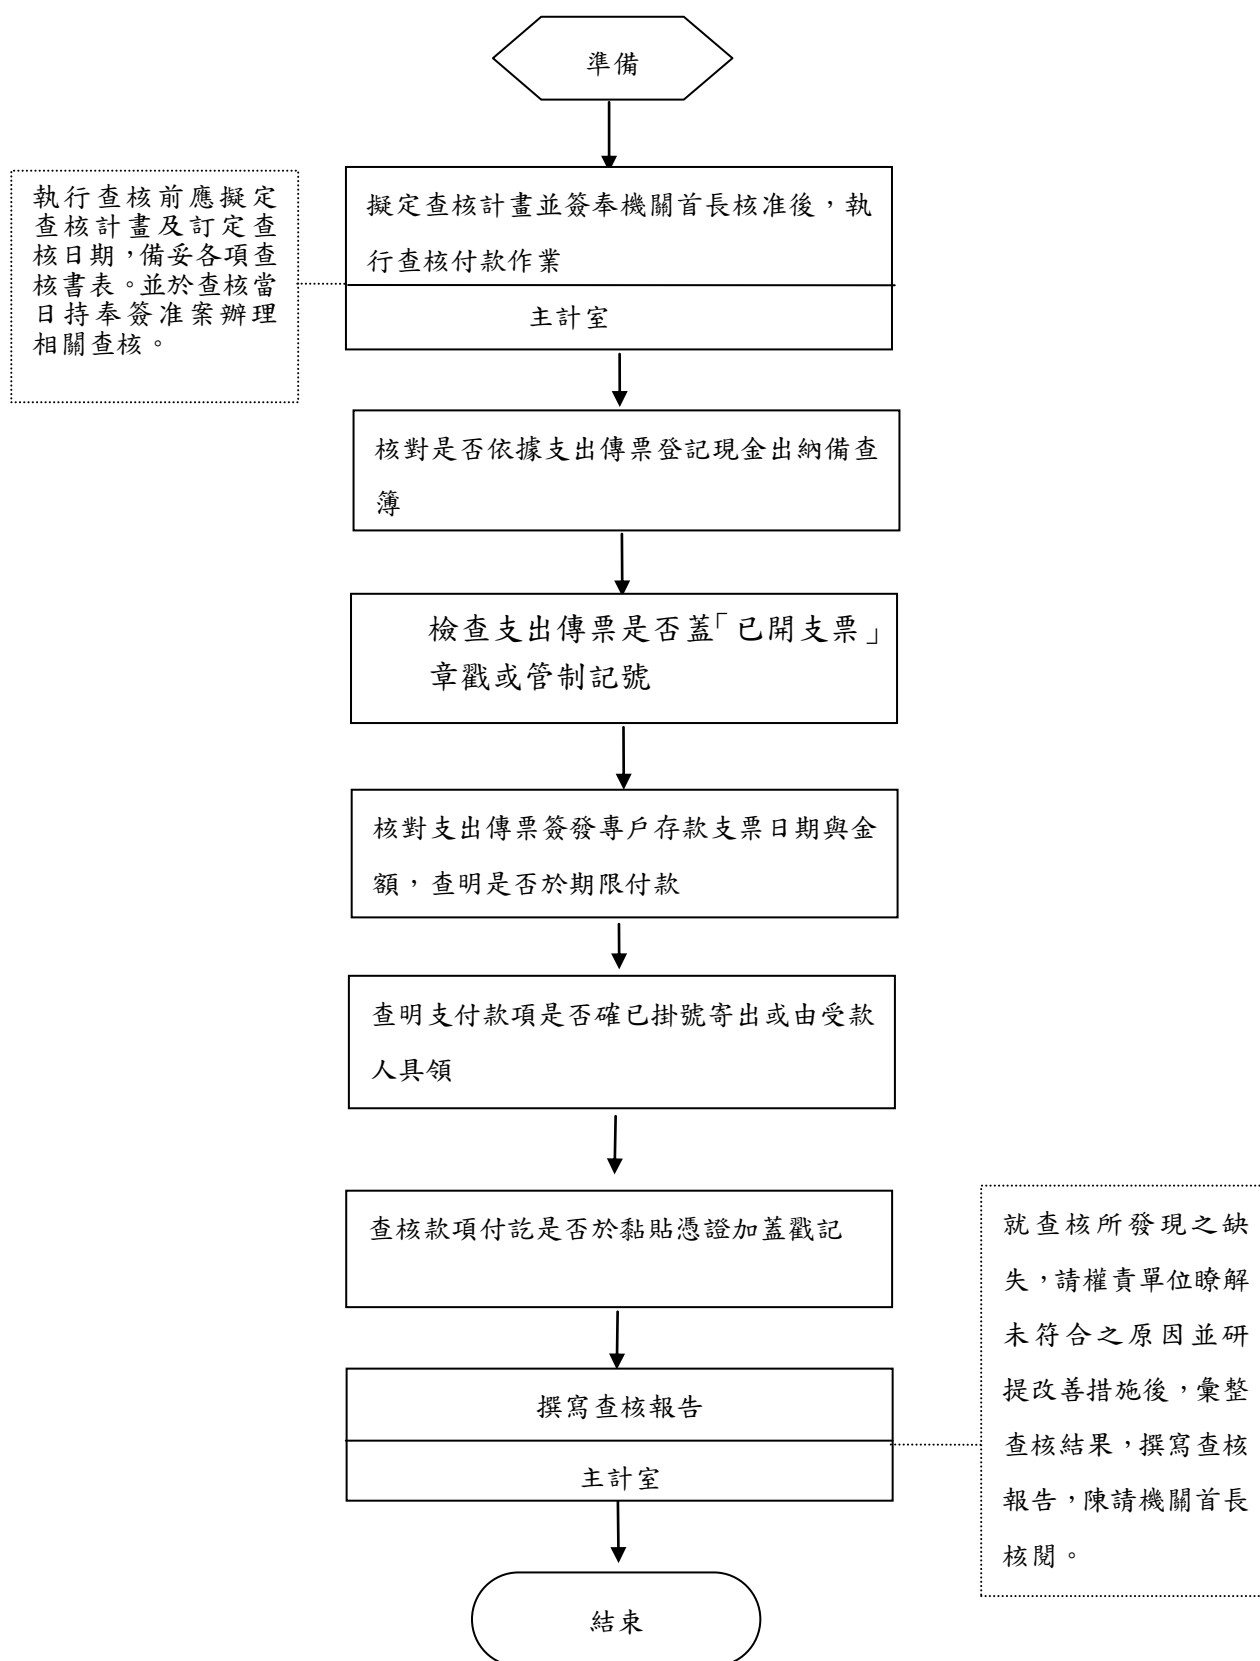 準備
擬定查核計畫並簽奉機關首長核准後，執
行查核付款作業
主計室
執行查核前應擬定
查核計畫及訂定查
核日期，備妥各項查
核書表。並於查核當
日持奉簽准案辦理
相關查核。
核對是否依據支出傳票登記現金出納備查
簿
檢查支出傳票是否蓋「已開支票」
章戳或管制記號
核對支出傳票簽發專戶存款支票日期與金
額，查明是否於期限付款
查明支付款項是否確已掛號寄出或由受款
人具領
查核款項付訖是否於黏貼憑證加蓋戳記
撰寫查核報告
主計室
就查核所發現之缺
失，請權責單位瞭解
未符合之原因並研
提改善措施後，彙整
查核結果，撰寫查核
報告，陳請機關首長
核閱。
結束